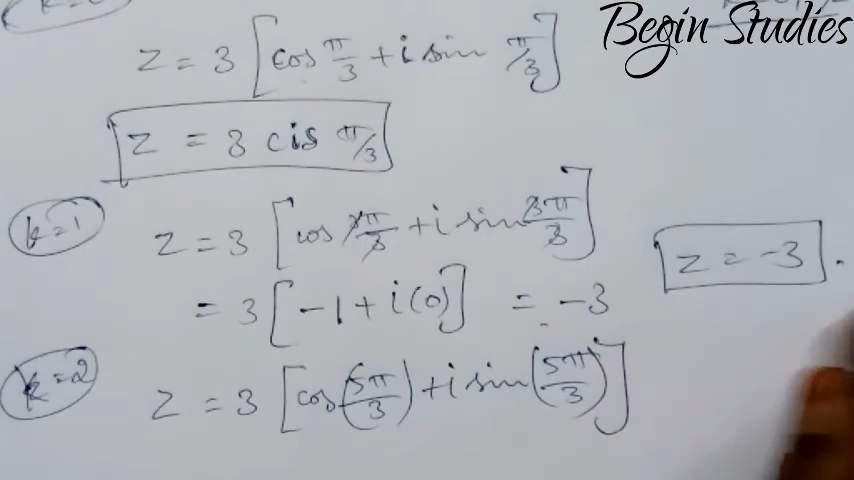 Begin Studies
z = 3 [cos π/3 + i sin π/3]
z = 3 cis π/3
k=1 z = 3 [cos 3π/3 + i sin 3π/3]
= 3 [-1 + i(0)] = -3
z = -3.
k=2 z = 3 [cos(5π/3) + i sin(5π/3)]